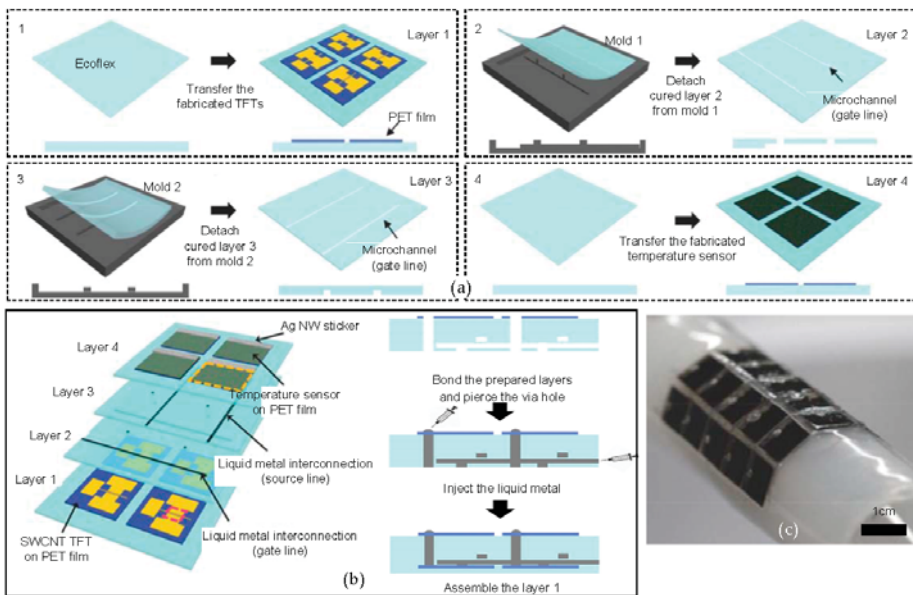 1
Ecoflex
Transfer the
fabricated TFTs
Layer 1
PET film
2
Mold 1
Detach
cured layer 2
from mold 1
Layer 2
Microchannel
(gate line)
3
Mold 2
Detach
cured layer 3
from mold 2
Layer 3
Microchannel
(gate line)
4
Transfer the fabricated
temperature sensor
Layer 4
(a)
Ag NW sticker
Layer 4
Temperature sensor
on PET film
Layer 3
Layer 2
Liquid metal interconnection
(source line)
Layer 1
Liquid metal interconnection
(gate line)
SWCNT TFT
on PET film
(b)
Bond the prepared layers
and pierce the via hole
Inject the liquid metal
Assemble the layer 1
(c)
1cm